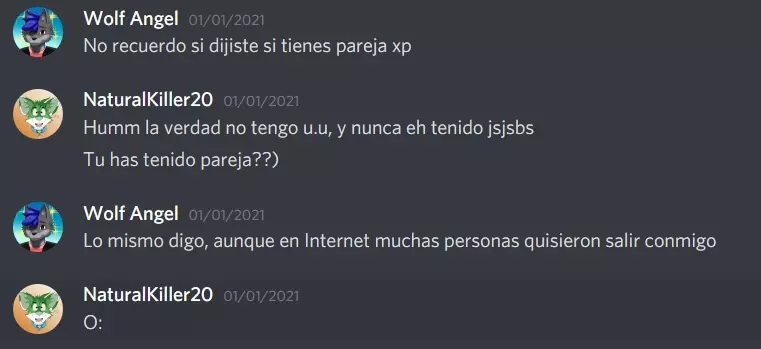 Wolf Angel 01/01/2021
No recuerdo si dijiste si tienes pareja xp
NaturalKiller20 01/01/2021
Humm la verdad no tengo u.u, y nunca eh tenido jsjsbs
Tu has tenido pareja??)
Wolf Angel 01/01/2021
Lo mismo digo, aunque en Internet muchas personas quisieron salir conmigo
NaturalKiller20 01/01/2021
O: